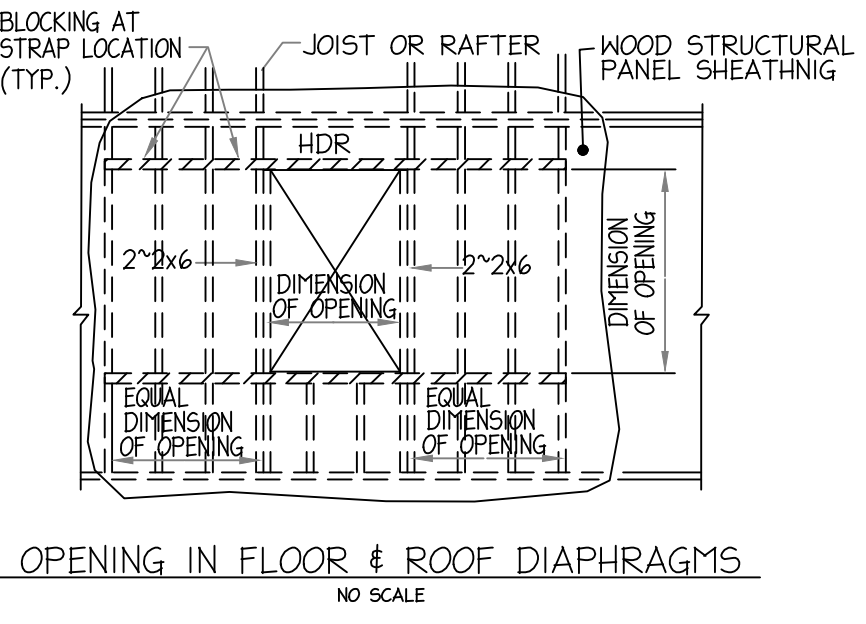 BLOCKING AT
STRAP LOCATION
(TYP.)
JOIST OR RAFTER
WOOD STRUCTURAL
PANEL SHEATHNIG
HDR
2~2x6
2~2x6
DIMENSION
OF OPENING
DIMENSION
OF OPENING
EQUAL
DIMENSION
OF OPENING
EQUAL
DIMENSION
OF OPENING
OPENING IN FLOOR & ROOF DIAPHRAGMS
NO SCALE